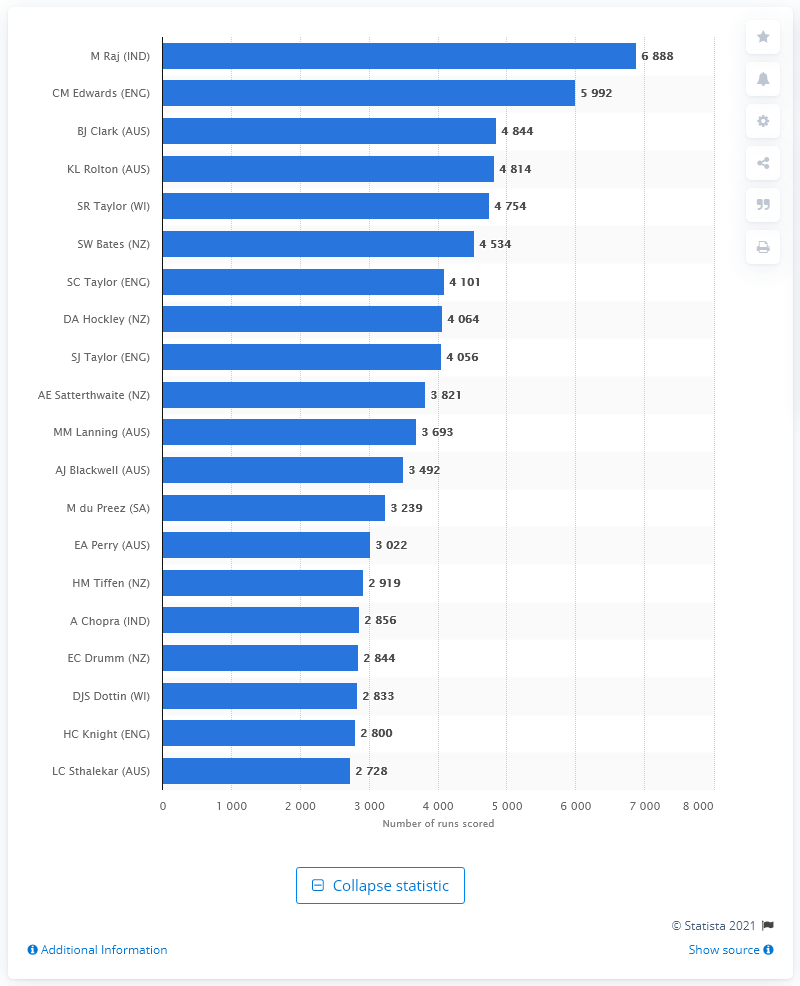 M Raj (IND) 6 888
CM Edwards (ENG) 5 992
BJ Clark (AUS) 4 844
KL Rolton (AUS) 4 814
SR Taylor (WI) 4 754
SW Bates (NZ) 4 534
SC Taylor (ENG) 4 101
DA Hockley (NZ) 4 064
SJ Taylor (ENG) 4 056
AE Satterthwaite (NZ) 3 821
MM Lanning (AUS) 3 693
AJ Blackwell (AUS) 3 492
M du Preez (SA) 3 239
EA Perry (AUS) 3 022
HM Tiffen (NZ) 2 919
A Chopra (IND) 2 856
EC Drumm (NZ) 2 844
DJS Dottin (WI) 2 833
HC Knight (ENG) 2 800
LC Sthalekar (AUS) 2 728
0 1 000 2 000 3 000 4 000 5 000 6 000 7 000 8 000
Number of runs scored
Collapse statistic
© Statista 2021
Additional Information Show source